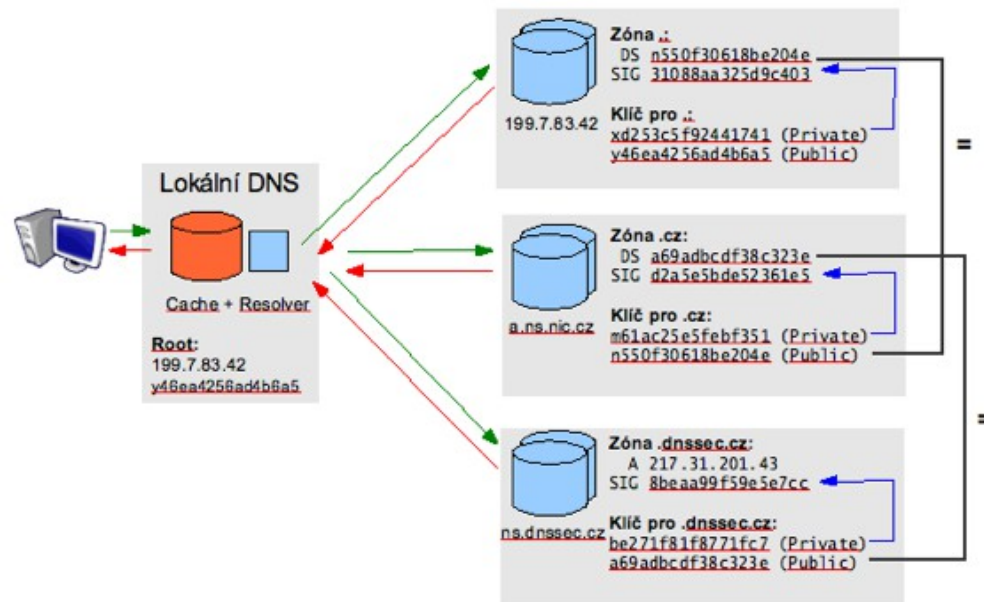 Lokální DNS
Cache + Resolver
Root:
199.7.83.42
y46ea4256ad4b6a5
199.7.83.42
Zóna .:
DS n550f30618be204e
SIG 31088aa325d9c403
Klíč pro .:
xd253c5f92441741 (Private)
y46ea4256ad4b6a5 (Public)
=
a.ns.nic.cz
Zóna .cz:
DS a69adbcdf38c323e
SIG d2a5e5bde52361e5
Klíč pro .cz:
m61ac25e5febf351 (Private)
n550f30618be204e (Public)
=
ns.dnssec.cz
Zóna .dnssec.cz:
A 217.31.201.43
SIG 8beaa99f59e5e7cc
Klíč pro .dnssec.cz:
be271f81f8771fc7 (Private)
a69adbcdf38c323e (Public)